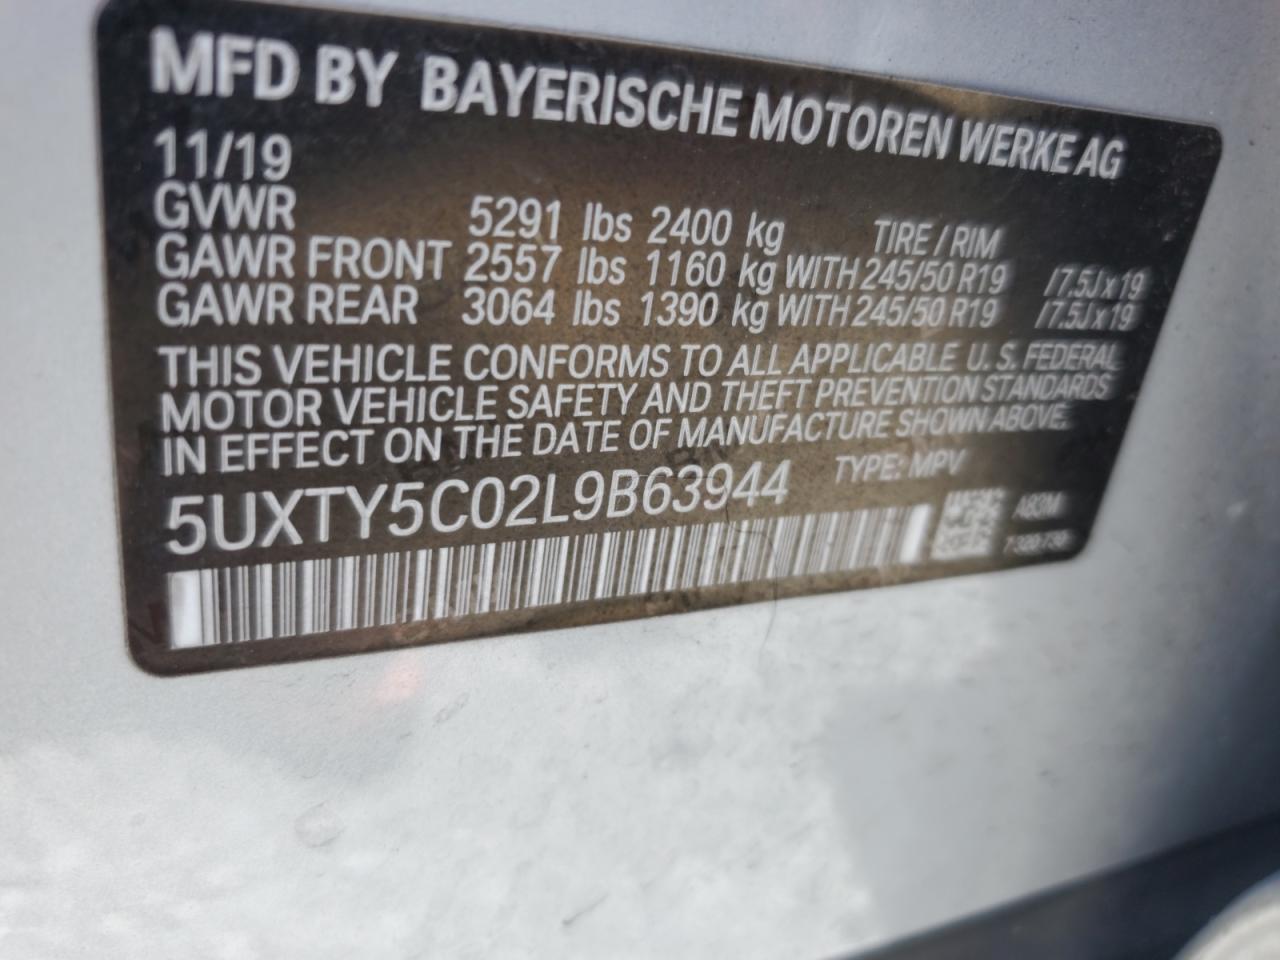 MFD BY BAYERISCHE MOTOREN WERKE AG
11/19
GVWR 5291 lbs 2400 kg TIRE / RIM
GAWR FRONT 2557 lbs 1160 kg WITH 245/50 R19 /7.5Jx19
GAWR REAR 3064 lbs 1390 kg WITH 245/50 R19 /7.5Jx19
THIS VEHICLE CONFORMS TO ALL APPLICABLE U.S. FEDERAL
MOTOR VEHICLE SAFETY AND THEFT PREVENTION STANDARDS
IN EFFECT ON THE DATE OF MANUFACTURE SHOWN ABOVE.
5UXTY5C02L9B63944 TYPE: MPV
A83M